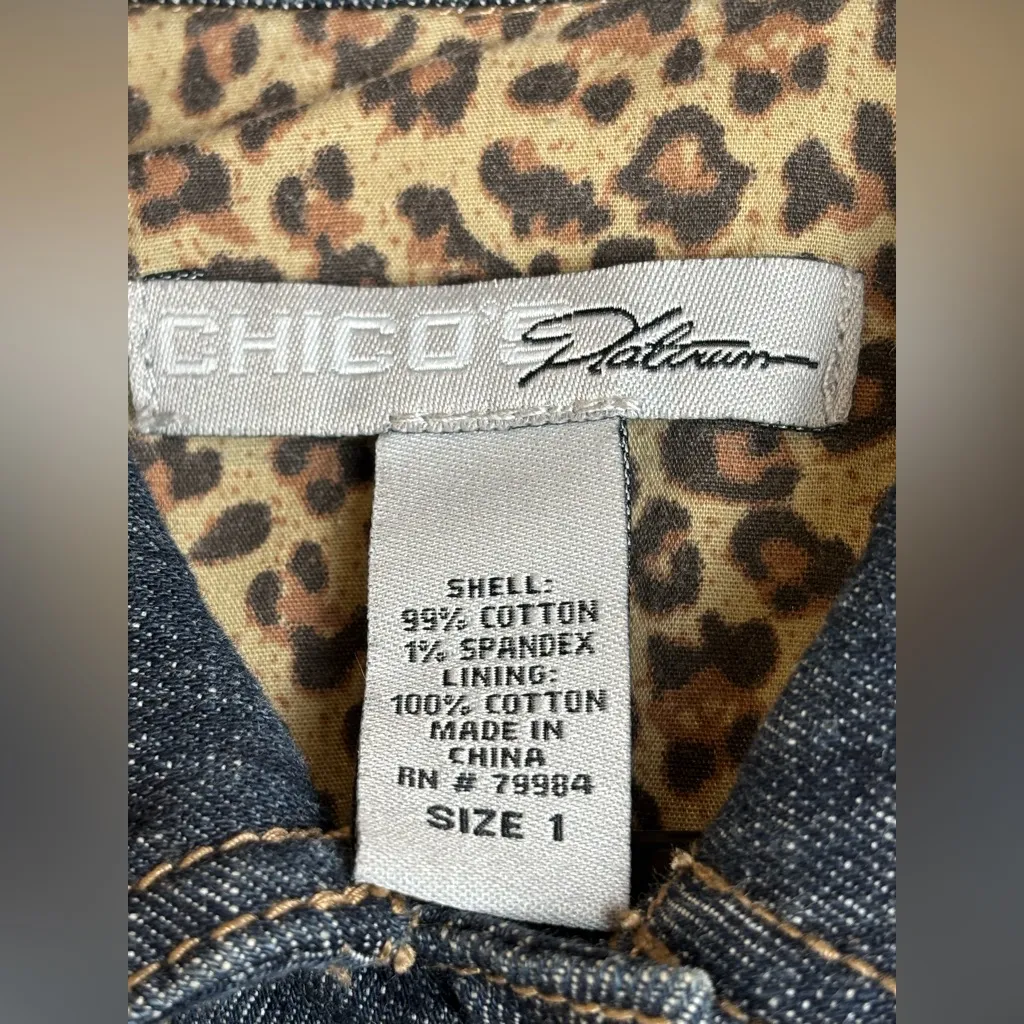 CHICO'S Platinum
SHELL:
99% COTTON
1% SPANDEX
LINING:
100% COTTON
MADE IN
CHINA
RN # 79984
SIZE 1